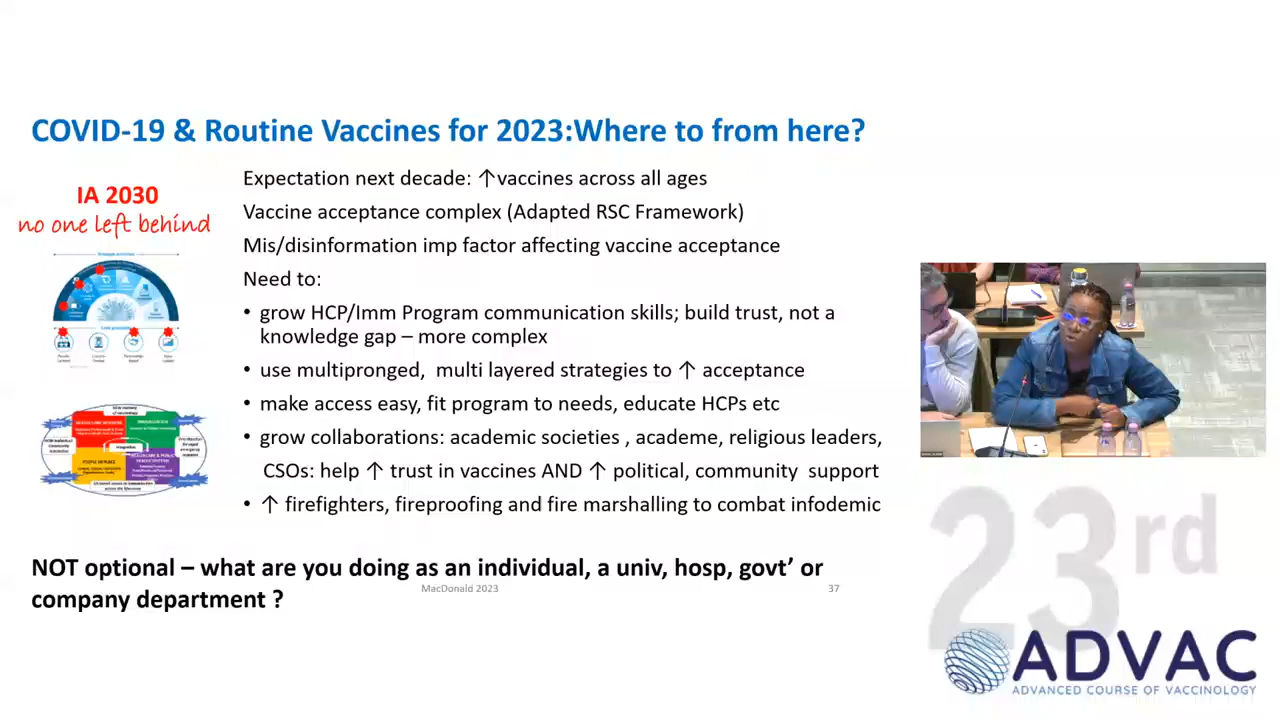 COVID-19 & Routine Vaccines for 2023:Where to from here?
IA 2030
no one left behind
Expectation next decade: ↑vaccines across all ages
Vaccine acceptance complex (Adapted RSC Framework)
Mis/disinformation imp factor affecting vaccine acceptance
Need to:
• grow HCP/Imm Program communication skills; build trust, not a
knowledge gap – more complex
• use multipronged, multi layered strategies to ↑ acceptance
• make access easy, fit program to needs, educate HCPs etc
• grow collaborations: academic societies , academe, religious leaders,
CSOs: help ↑ trust in vaccines AND ↑ political, community support
• ↑ firefighters, fireproofing and fire marshalling to combat infodemic
NOT optional – what are you doing as an individual, a univ, hosp, govt’ or
company department ?
MacDonald 2023
37
23rd
ADVAC
ADVANCED COURSE OF VACCINOLOGY